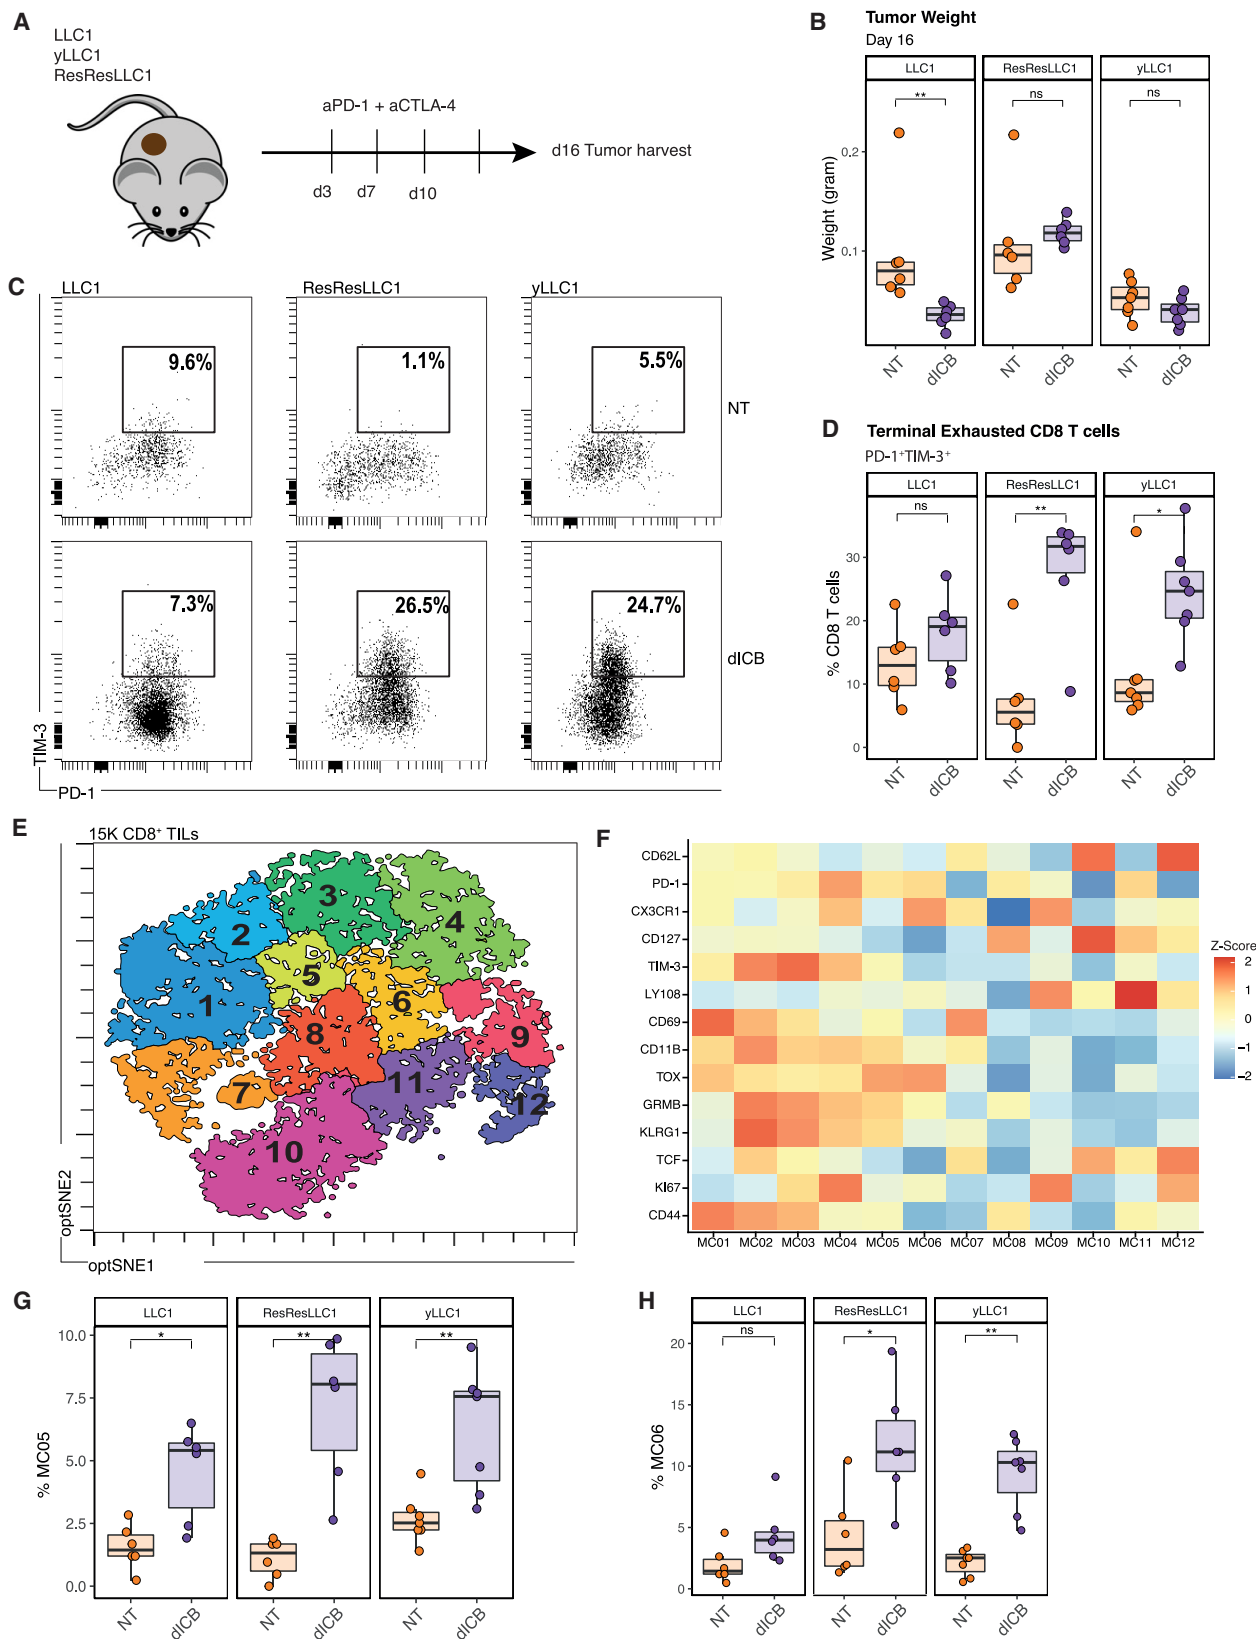 A
LLC1
yLLC1
ResResLLC1
aPD-1 + aCTLA-4
d3
d7
d10
d16 Tumor harvest
B
Tumor Weight
Day 16
LLC1
ResResLLC1
yLLC1
**
ns
ns
Weight (gram)
0.2
0.1
NT
dICB
NT
dICB
NT
dICB
C
LLC1
ResResLLC1
yLLC1
9.6%
1.1%
5.5%
NT
7.3%
26.5%
24.7%
dICB
TIM-3
PD-1
D
Terminal Exhausted CD8 T cells
PD-1+TIM-3+
LLC1
ResResLLC1
yLLC1
ns
**
*
% CD8 T cells
30
20
10
0
NT
dICB
NT
dICB
NT
dICB
E
15K CD8+ TILs
1
2
3
4
5
6
7
8
9
10
11
12
optSNE2
optSNE1
F
CD62L
PD-1
CX3CR1
CD127
TIM-3
LY108
CD69
CD11B
TOX
GRMB
KLRG1
TCF
KI67
CD44
MC01
MC02
MC03
MC04
MC05
MC06
MC07
MC08
MC09
MC10
MC11
MC12
Z-Score
2
1
0
−1
−2
G
LLC1
ResResLLC1
yLLC1
*
**
**
% MC05
10.0
7.5
5.0
2.5
0.0
NT
dICB
NT
dICB
NT
dICB
H
LLC1
ResResLLC1
yLLC1
ns
*
**
% MC06
20
15
10
5
0
NT
dICB
NT
dICB
NT
dICB